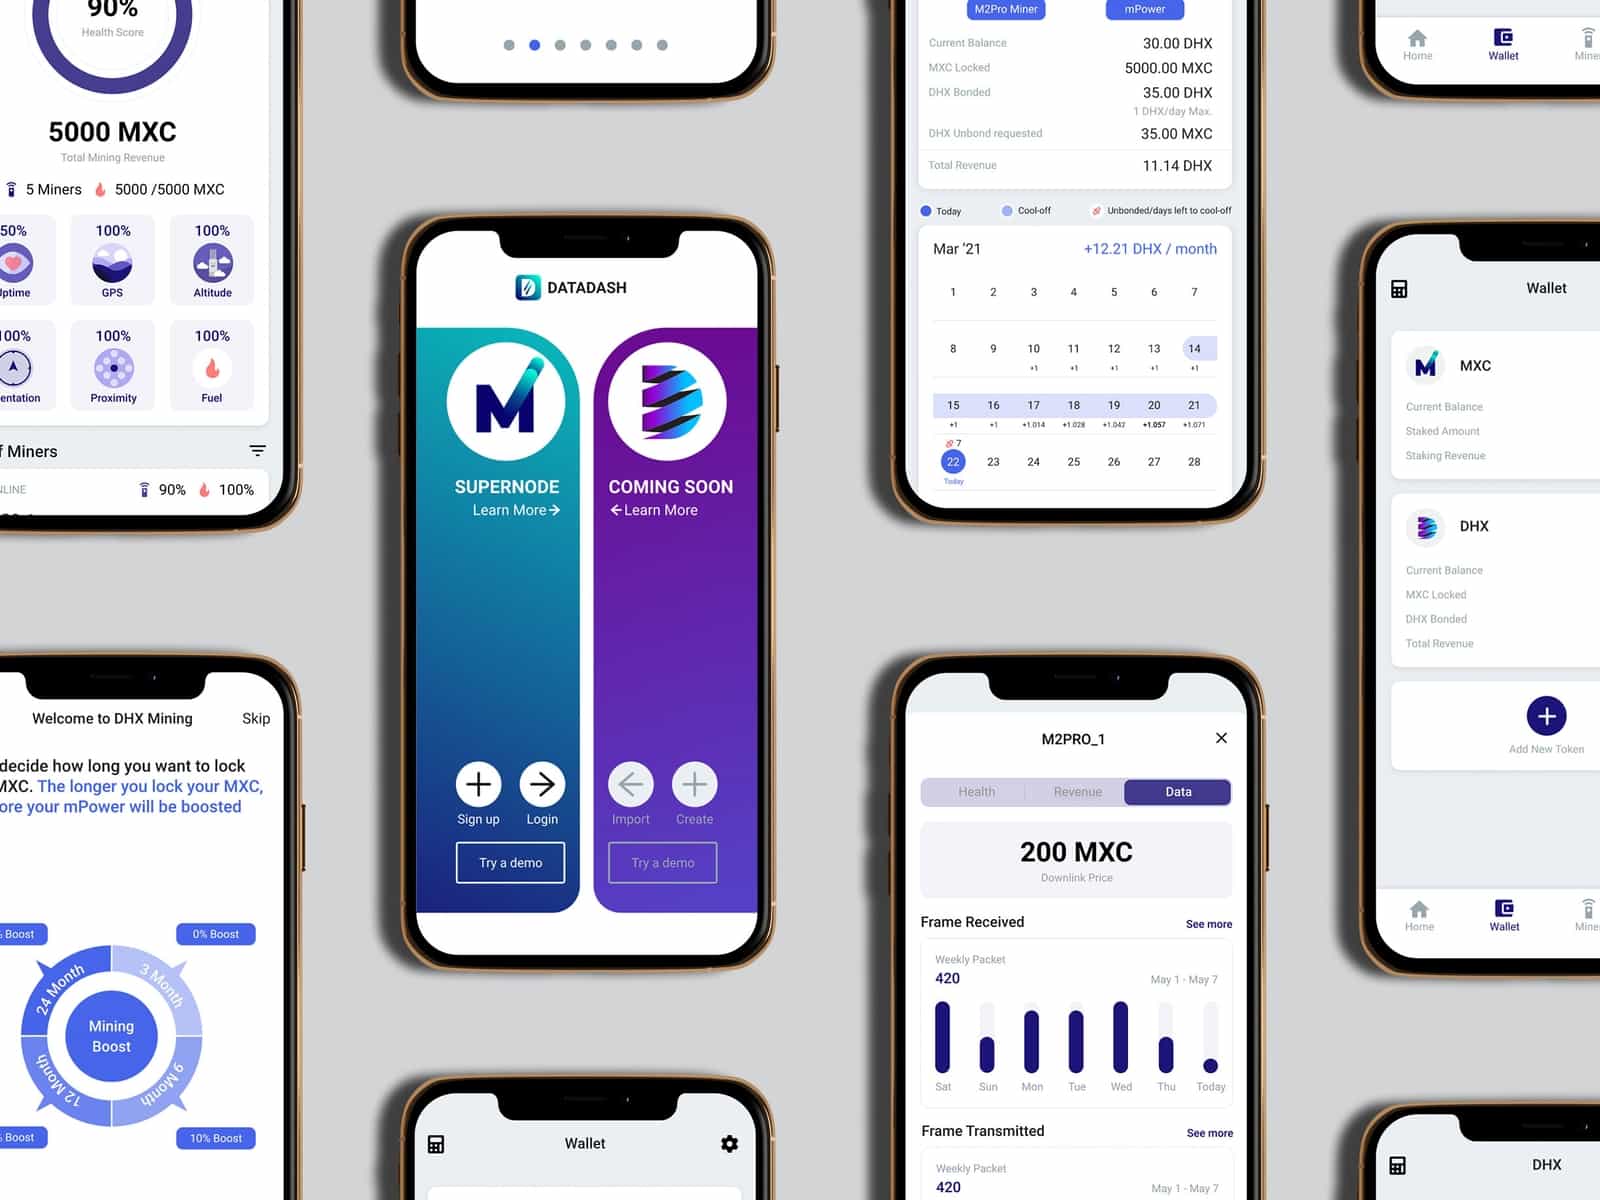 90%
Health Score
5000 MXC
Total Mining Revenue
5 Miners
5000 /5000 MXC
50%
100%
100%
Uptime
GPS
Altitude
100%
100%
100%
entation
Proximity
Fuel
f Miners
NLINE
90%
100%
Welcome to DHX Mining
Skip
decide how long you want to lock
MXC. The longer you lock your MXC,
ore your mPower will be boosted
% Boost
0% Boost
24 Month
3 Month
Mining
Boost
12 Month
9 Month
% Boost
10% Boost
DATADASH
SUPERNODE
Learn More
COMING SOON
Learn More
Sign up
Login
Import
Create
Try a demo
Try a demo
Wallet
M2Pro Miner
mPower
Current Balance
30.00 DHX
MXC Locked
5000.00 MXC
DHX Bonded
35.00 DHX
1 DHX/day Max.
DHX Unbond requested
35.00 MXC
Total Revenue
11.14 DHX
Today
Cool-off
Unbonded/days left to cool-off
Mar '21
+12.21 DHX / month
1 2 3 4 5 6 7
8 9 10 11 12 13 14
+1 +1 +1 +1 +1
15 16 17 18 19 20 21
+1 +1 +1.014 +1.028 +1.042 +1.057 +1.071
7
22 23 24 25 26 27 28
Today
M2PRO_1
Health
Revenue
Data
200 MXC
Downlink Price
Frame Received
See more
Weekly Packet
420
May 1 - May 7
Sat Sun Mon Tue Wed Thu Today
Frame Transmitted
See more
Weekly Packet
420
May 1 - May 7
Home
Wallet
Miner
Wallet
MXC
Current Balance
Staked Amount
Staking Revenue
DHX
Current Balance
MXC Locked
DHX Bonded
Total Revenue
Add New Token
Home
Wallet
Miner
DHX